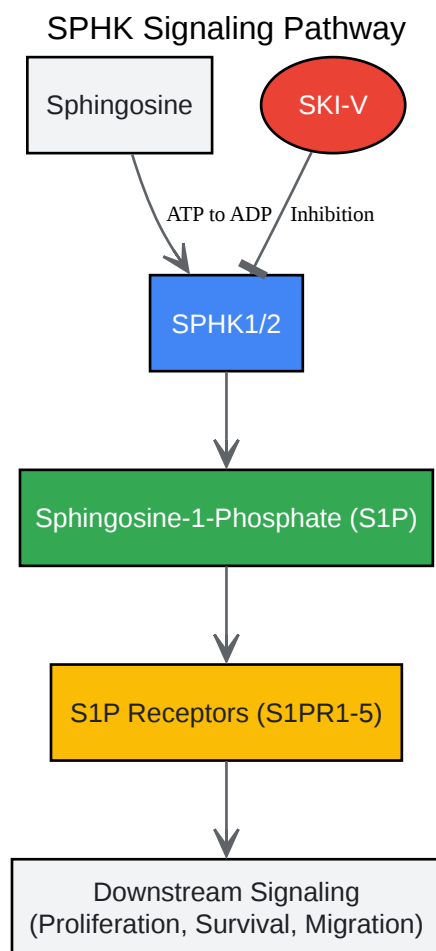 SPHK Signaling Pathway
Sphingosine
SKI-V
ATP to ADP
Inhibition
SPHK1/2
Sphingosine-1-Phosphate (S1P)
S1P Receptors (S1PR1-5)
Downstream Signaling
(Proliferation, Survival, Migration)